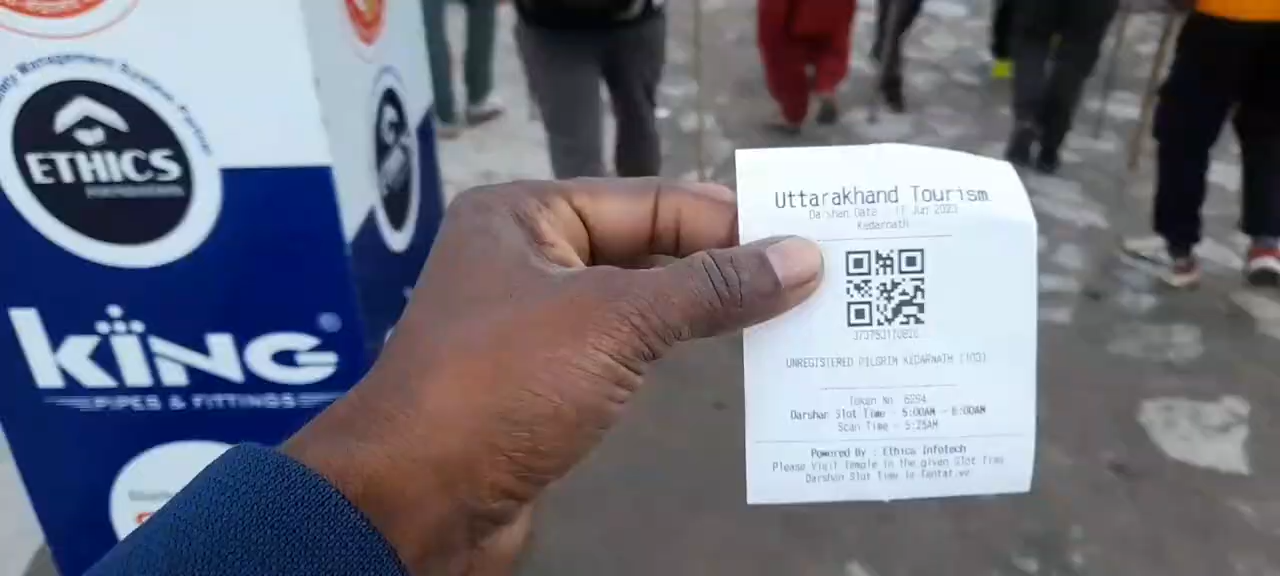 ETHICS
KING
PIPES & FITTINGS
Uttarakhand Tourism
Darshan Date : Jun 2023
Kedarnath
UNREGISTERED PILGRIM KEDARNATH
Token No
Darshan Slot Time - 5:00AM - 6:00AM
Scan Time - 5:25AM
Powered By : Ethics Infotech
Please Visit Temple in the given Slot Time
Darshan Slot Time is Tentative